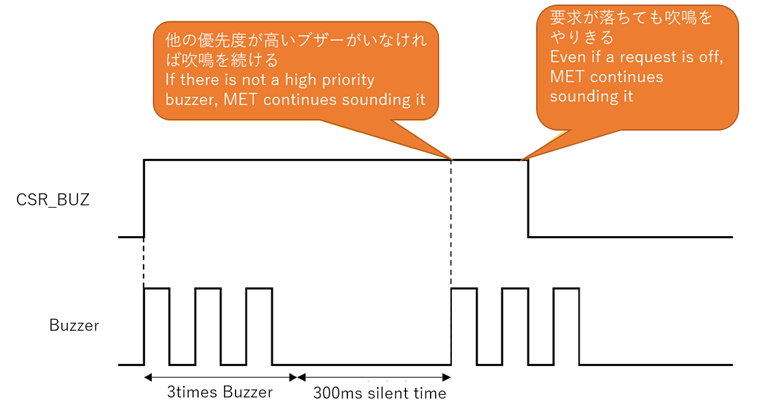 他の優先度が高いブザーがいなけれ
ば吹鳴を続ける
If there is not a high priority
buzzer, MET continues sounding it
要求が落ちても吹鳴を
やりきる
Even if a request is off,
MET continues
sounding it
CSR_BUZ
Buzzer
3times Buzzer
300ms silent time